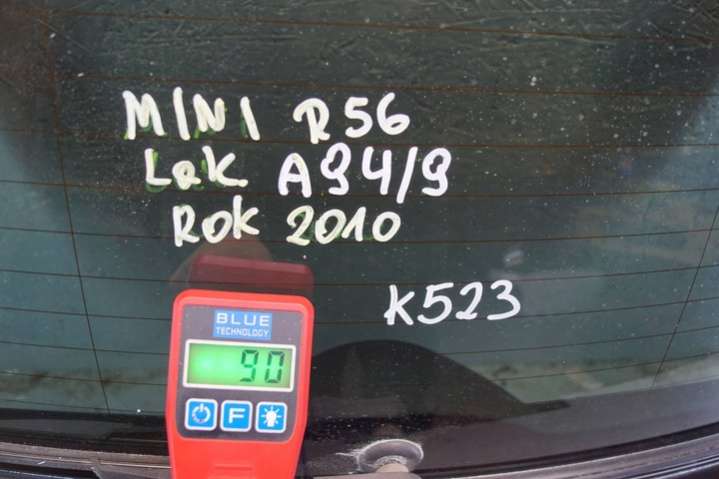 MINI R56
Lak. A94/9
Rok 2010
K523
BLUE
TECHNOLOGY
90
F